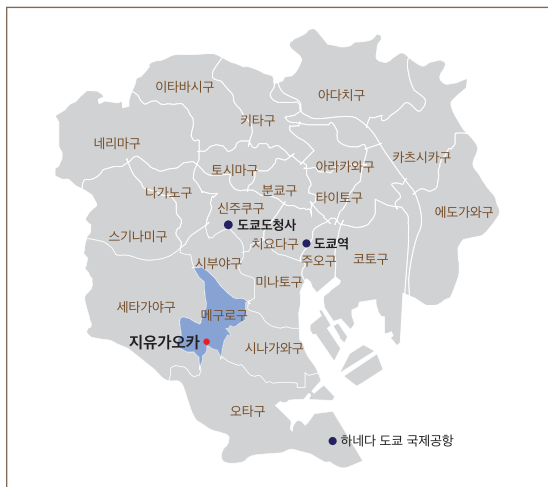 이타바시구
아다치구
키타구
네리마구
카츠시카구
토시마구
아라카와구
나가노구
분쿄구
타이토구
신주쿠구
에도가와구
도쿄도청사
스기나미구
치요다구
도쿄역
주오구
코토구
시부야구
미나토구
세타가야구
메구로구
지유가오카
시나가와구
오타구
하네다 도쿄 국제공항